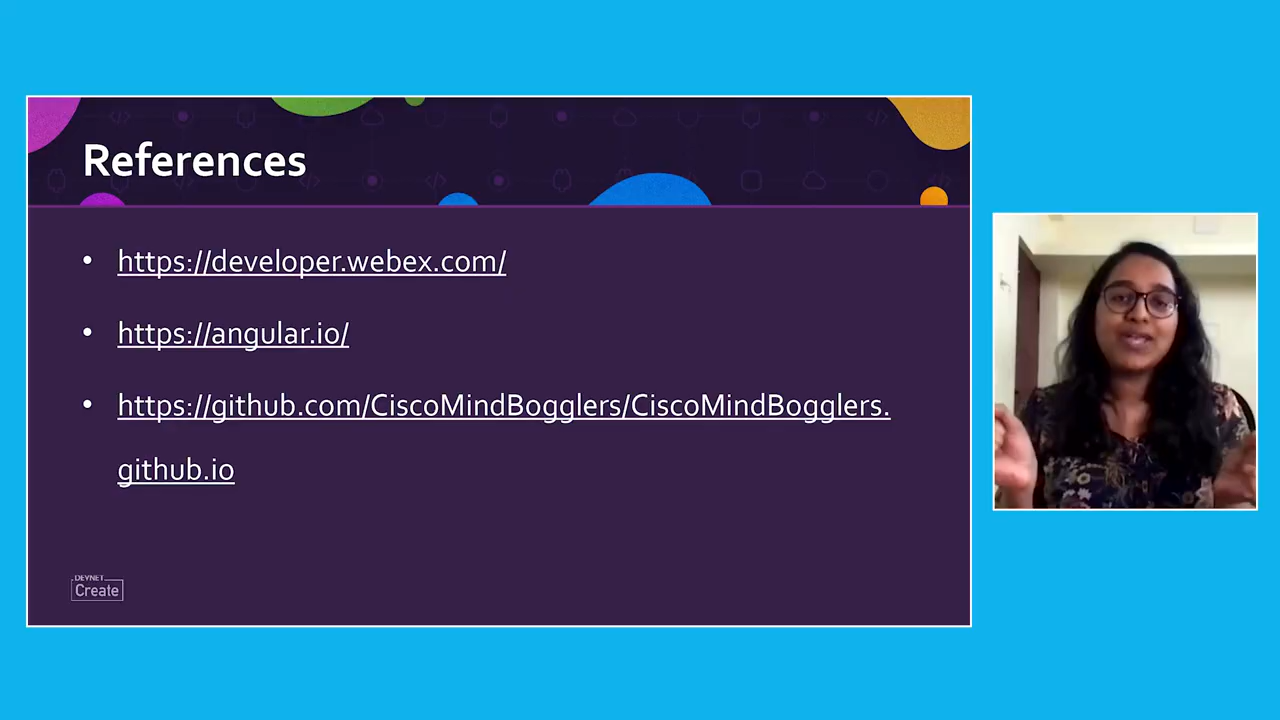 References
• https://developer.webex.com/
• https://angular.io/
• https://github.com/CiscoMindBogglers/CiscoMindBogglers.
github.io
DEVNET
Create